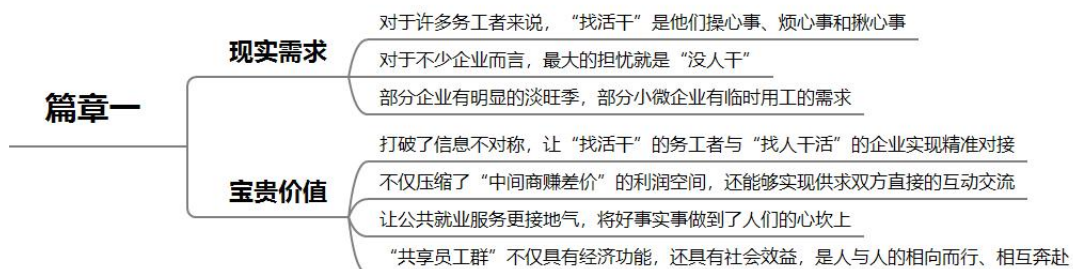 篇章一
现实需求
对于许多务工者来说，“找活干”是他们操心事、烦心事和揪心事
对于不少企业而言，最大的担忧就是“没人干”
部分企业有明显的淡旺季，部分小微企业有临时用工的需求
宝贵价值
打破了信息不对称，让“找活干”的务工者与“找人干活”的企业实现精准对接
不仅压缩了“中间商赚差价”的利润空间，还能够实现供求双方直接的互动交流
让公共就业服务更接地气，将好事实事做到了人们的心坎上
“共享员工群”不仅具有经济功能，还具有社会效益，是人与人的相向而行、相互奔赴